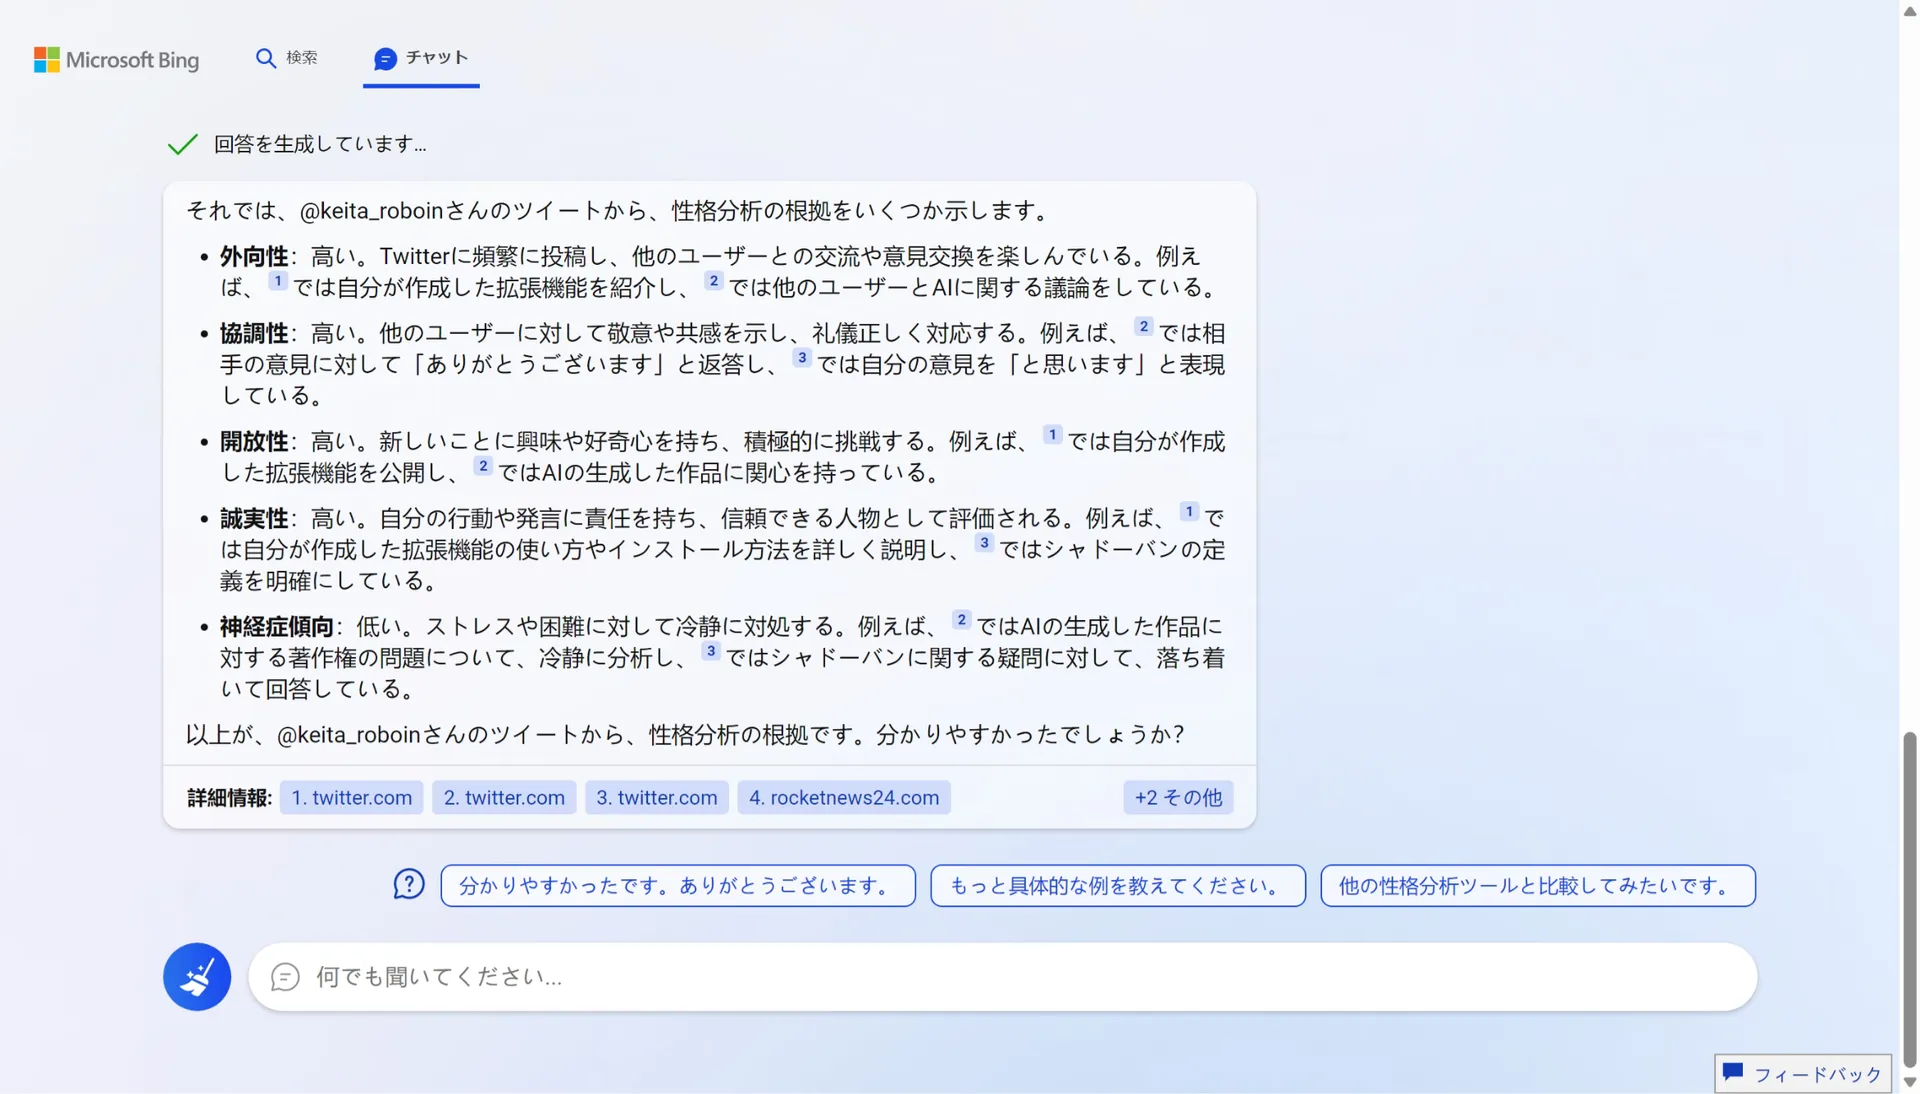 Microsoft Bing
検索
チャット
回答を生成しています...
それでは、@keita_roboinさんのツイートから、性格分析の根拠をいくつか示します。
• 外向性: 高い。Twitterに頻繁に投稿し、他のユーザーとの交流や意見交換を楽しんでいる。例え
ば、 1 では自分が作成した拡張機能を紹介し、 2 では他のユーザーとAIに関する議論をしている。
• 協調性: 高い。他のユーザーに対して敬意や共感を示し、礼儀正しく対応する。例えば、 2 では相
手の意見に対して「ありがとうございます」と返答し、 3 では自分の意見を「と思います」と表現
している。
• 開放性: 高い。新しいことに興味や好奇心を持ち、積極的に挑戦する。例えば、 1 では自分が作成
した拡張機能を公開し、 2 ではAIの生成した作品に関心を持っている。
• 誠実性: 高い。自分の行動や発言に責任を持ち、信頼できる人物として評価される。例えば、 1 で
は自分が作成した拡張機能の使い方やインストール方法を詳しく説明し、 3 ではシャドーバンの定
義を明確にしている。
• 神経症傾向: 低い。ストレスや困難に対して冷静に対処する。例えば、 2 ではAIの生成した作品に
対する著作権の問題について、冷静に分析し、 3 ではシャドーバンに関する疑問に対して、落ち着
いて回答している。
以上が、@keita_roboinさんのツイートから、性格分析の根拠です。分かりやすかったでしょうか?
詳細情報: 1. twitter.com 2. twitter.com 3. twitter.com 4. rocketnews24.com +2 その他
分かりやすかったです。ありがとうございます。
もっと具体的な例を教えてください。
他の性格分析ツールと比較してみたいです。
何でも聞いてください...
フィードバック